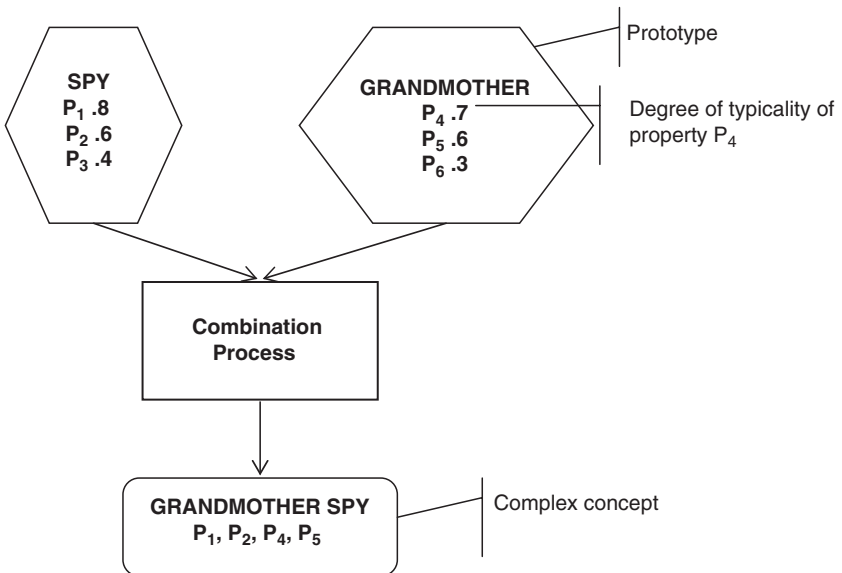 SPY
P₁ .8
P₂ .6
P₃ .4
GRANDMOTHER
P₄ .7
P₅ .6
P₆ .3
Prototype
Degree of typicality of
property P₄
Combination
Process
GRANDMOTHER SPY
P₁, P₂, P₄, P₅
Complex concept